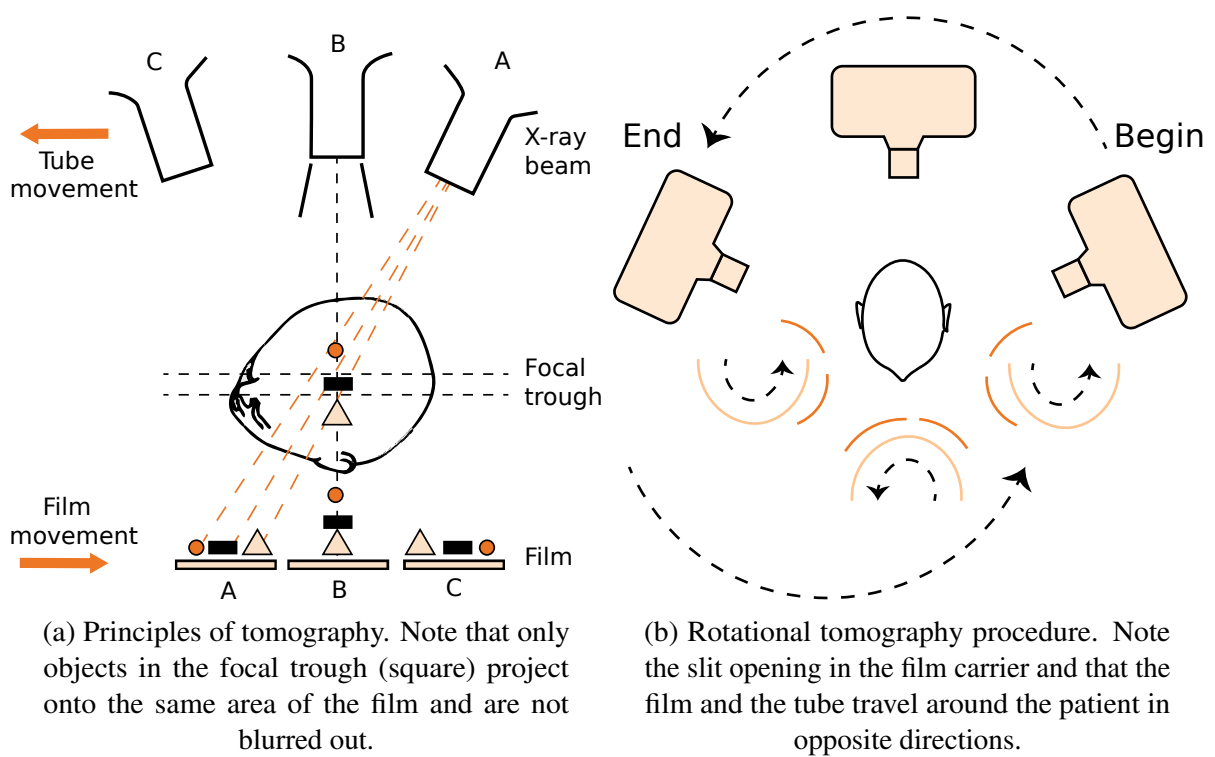 B
C
A
X-ray
beam
Tube
movement
Focal
trough
Film
movement
Film
A
B
C
End
Begin
(a) Principles of tomography. Note that only
objects in the focal trough (square) project
onto the same area of the film and are not
blurred out.
(b) Rotational tomography procedure. Note
the slit opening in the film carrier and that the
film and the tube travel around the patient in
opposite directions.